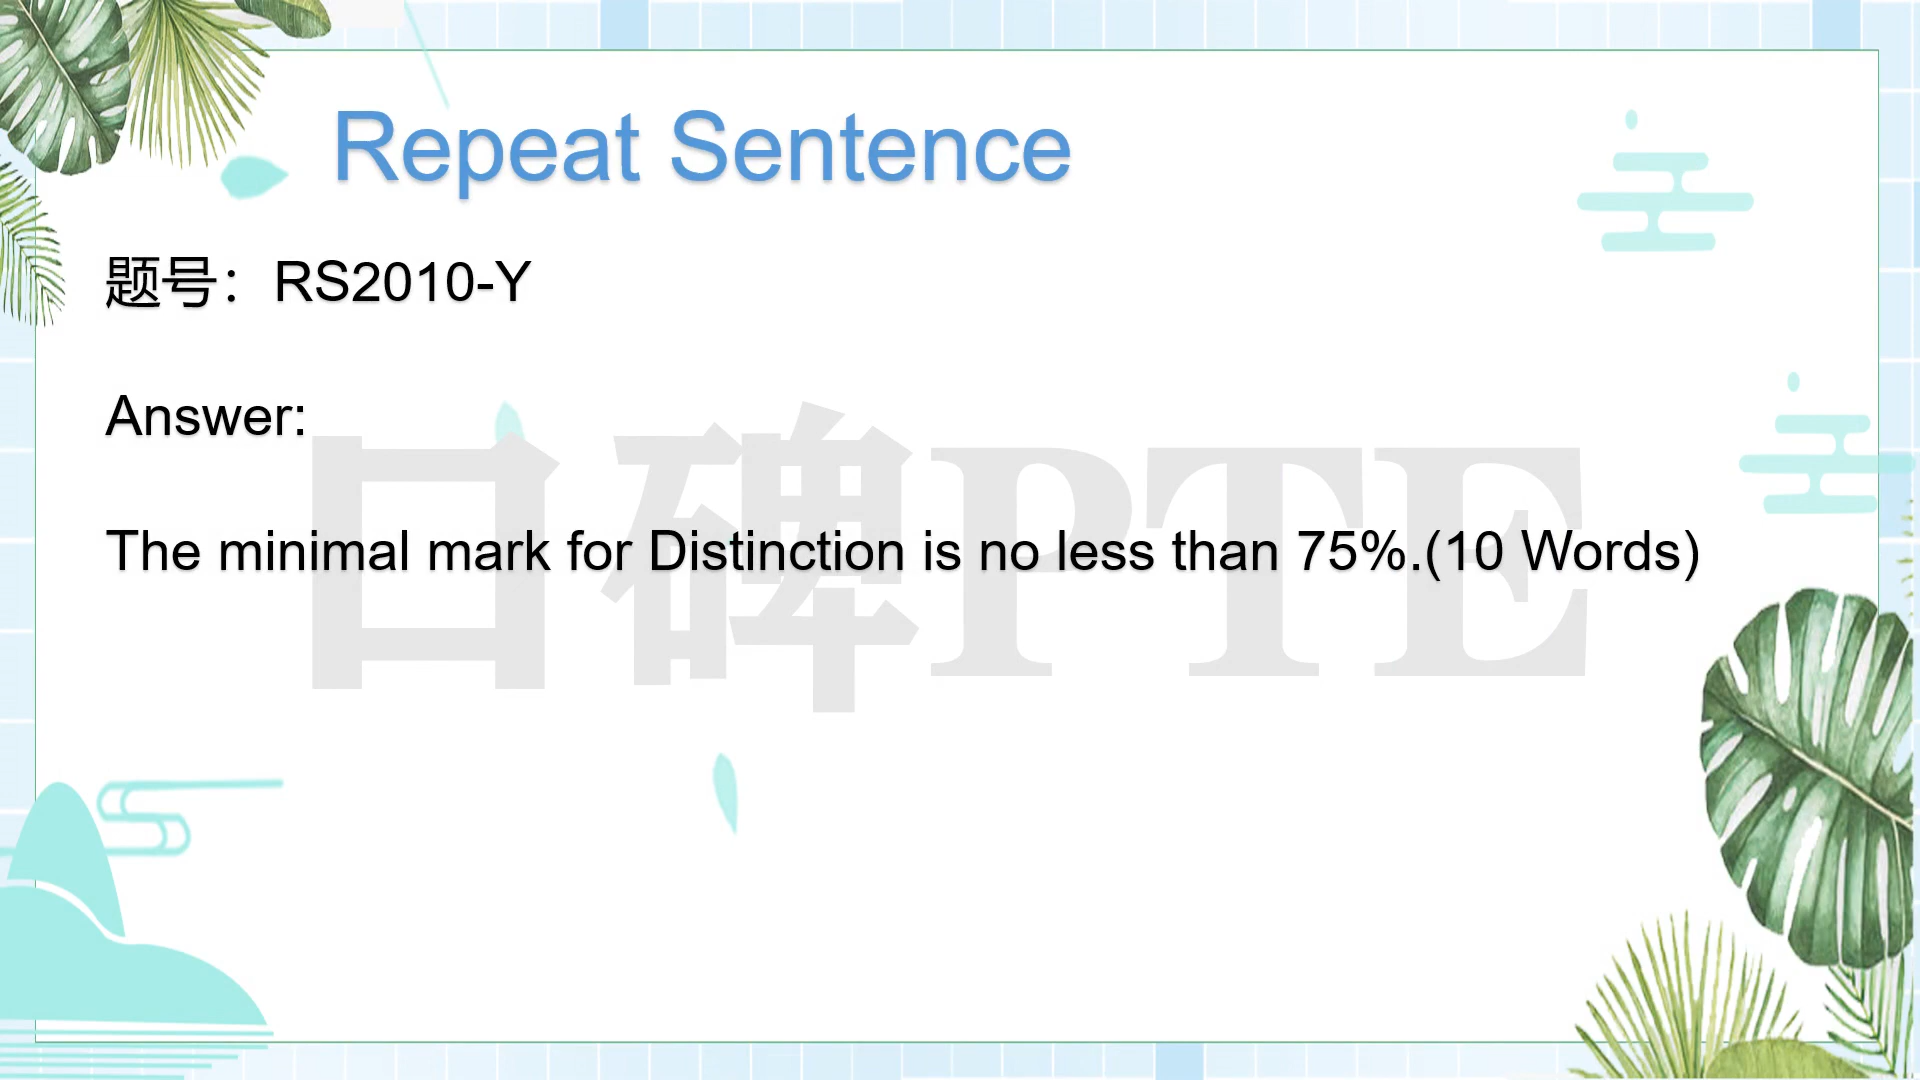 Repeat Sentence
题号：RS2010-Y
Answer:
口碑PTE
The minimal mark for Distinction is no less than 75%.(10 Words)